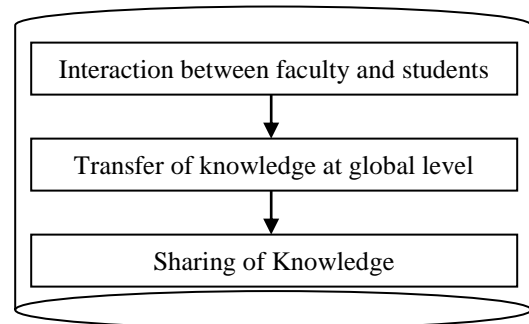 Interaction between faculty and students
Transfer of knowledge at global level
Sharing of Knowledge